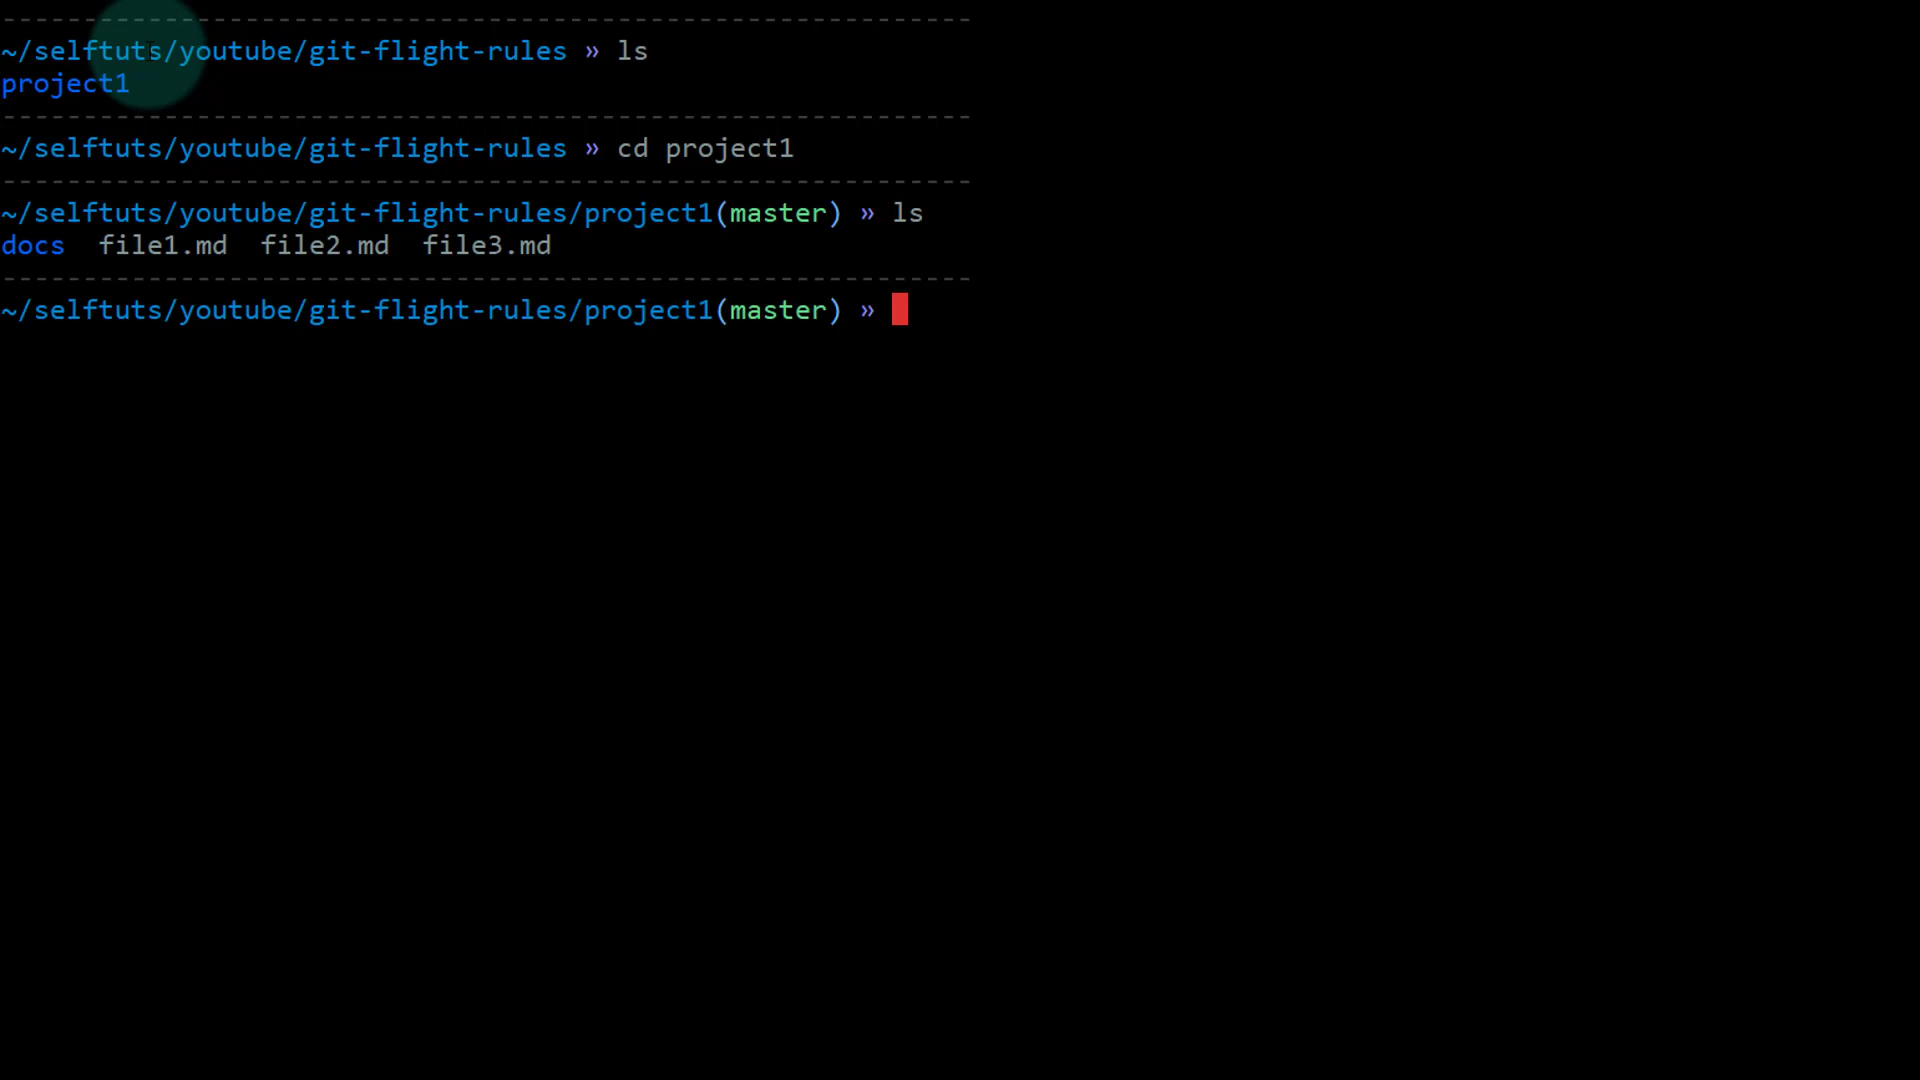 ~/selftuts/youtube/git-flight-rules » ls
project1
~/selftuts/youtube/git-flight-rules » cd project1
~/selftuts/youtube/git-flight-rules/project1(master) » ls
docs  file1.md  file2.md  file3.md
~/selftuts/youtube/git-flight-rules/project1(master) »